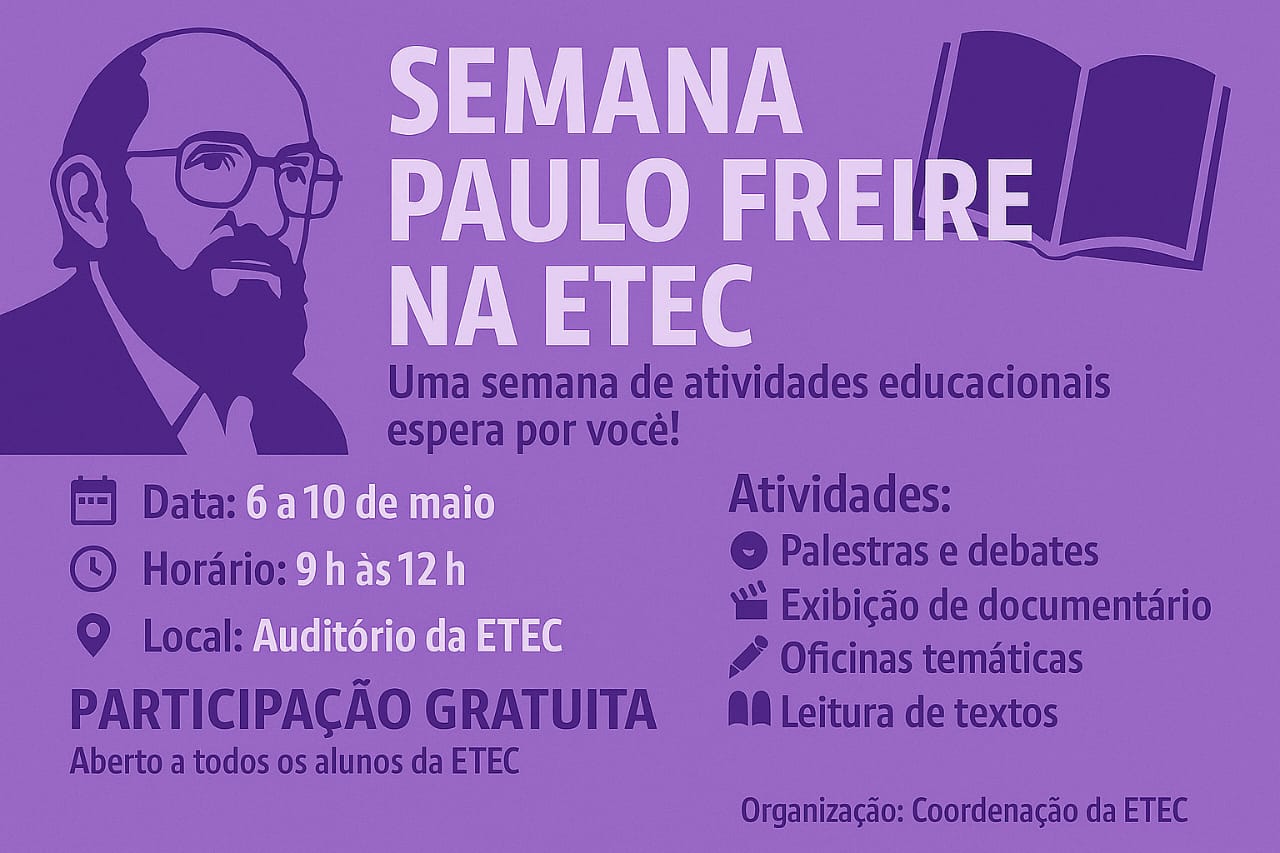 SEMANA
PAULO FREIRE
NA ETEC
Uma semana de atividades educacionais
espera por você!
Data: 6 a 10 de maio
Horário: 9 h às 12 h
Local: Auditório da ETEC
PARTICIPAÇÃO GRATUITA
Aberto a todos os alunos da ETEC
Atividades:
Palestras e debates
Exibição de documentário
Oficinas temáticas
Leitura de textos
Organização: Coordenação da ETEC